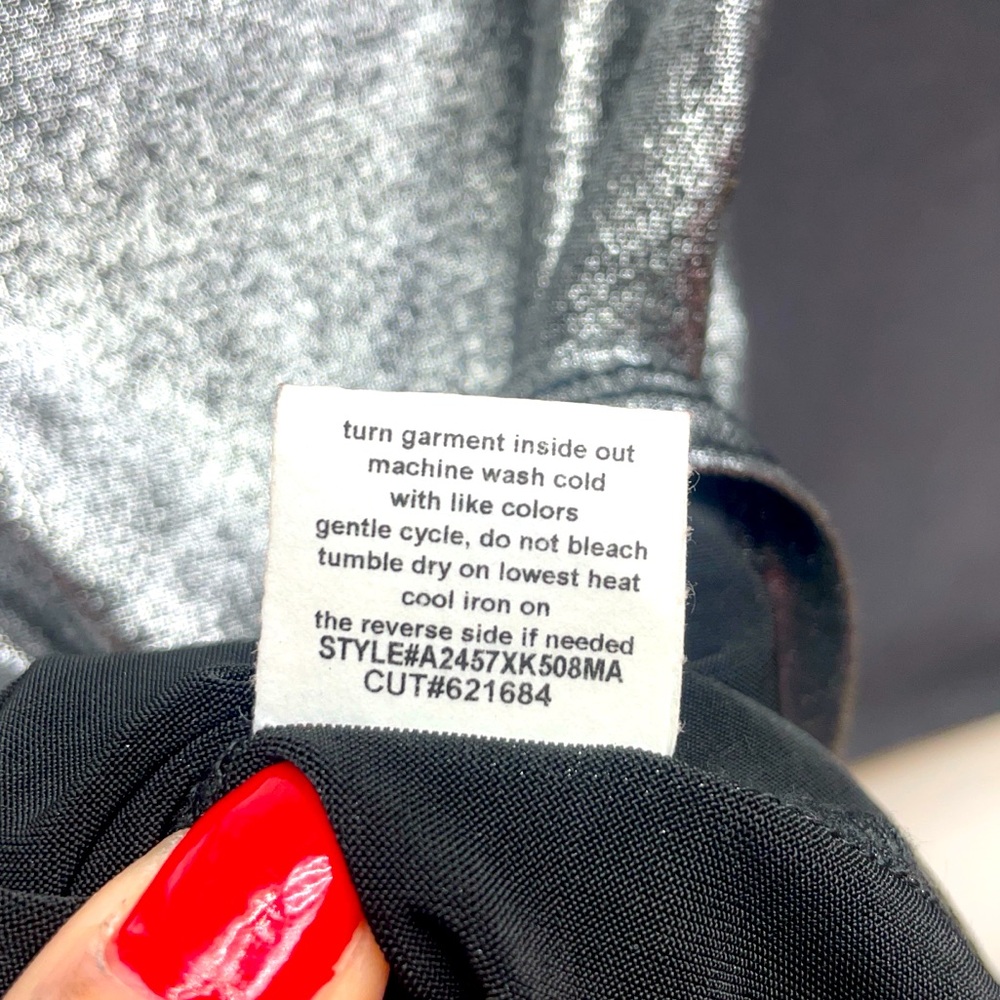 turn garment inside out
machine wash cold
with like colors
gentle cycle, do not bleach
tumble dry on lowest heat
cool iron on
the reverse side if needed
STYLE#A2457XK508MA
CUT#621684